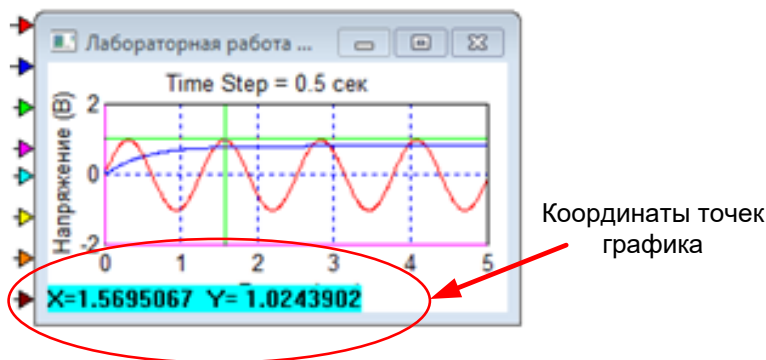 Лабораторная работа ...
Time Step = 0.5 сек
Напряжение (В)
2
0
-2
0 1 2 3 4 5
X=1.5695067 Y= 1.0243902
Координаты точек
графика